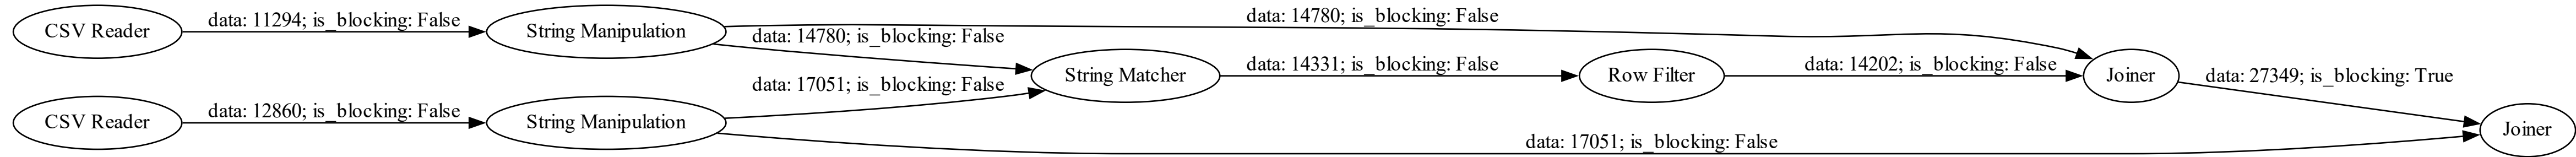 CSV Reader
data: 11294; is_blocking: False
String Manipulation
data: 14780; is_blocking: False
data: 14780; is_blocking: False
CSV Reader
data: 12860; is_blocking: False
String Manipulation
data: 17051; is_blocking: False
data: 17051; is_blocking: False
String Matcher
data: 14331; is_blocking: False
Row Filter
data: 14202; is_blocking: False
Joiner
data: 27349; is_blocking: True
Joiner